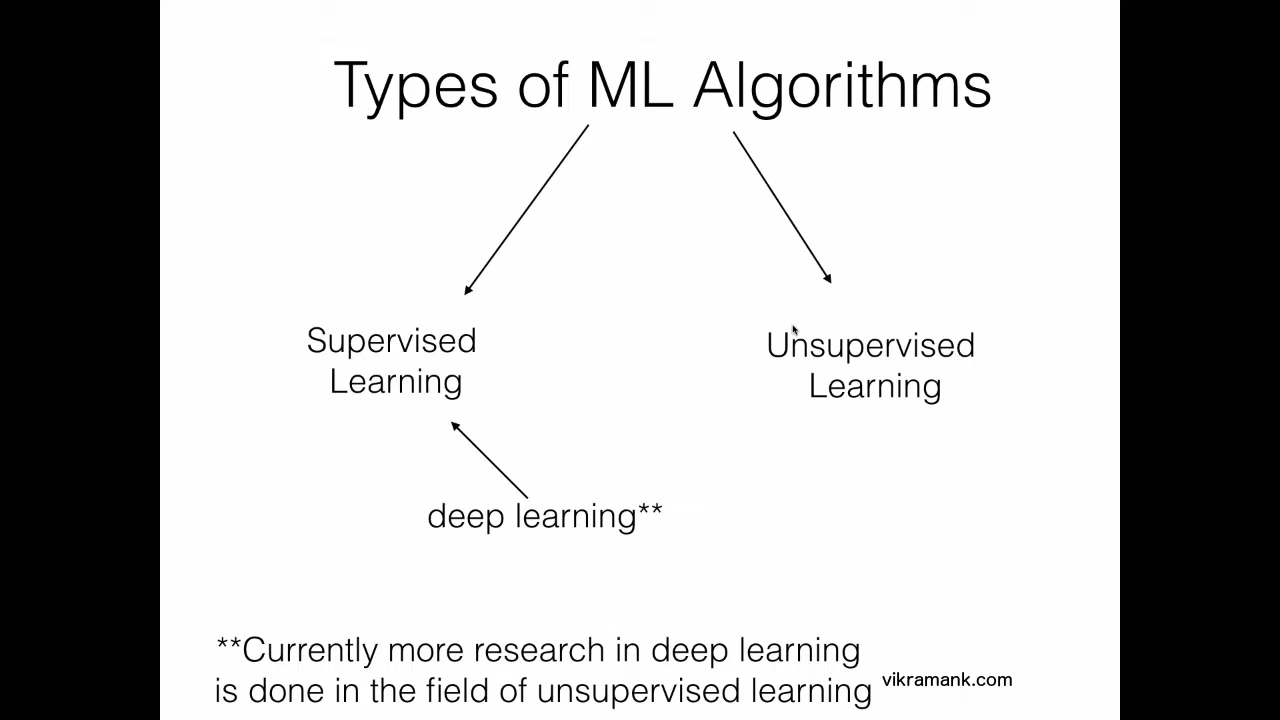 Types of ML Algorithms
Supervised
Learning
Unsupervised
Learning
deep learning**
**Currently more research in deep learning
is done in the field of unsupervised learning
vikramank.com